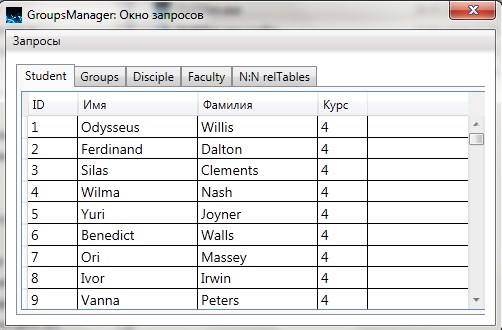 GroupsManager: Окно запросов
Запросы
Student Groups Disciple Faculty N:N relTables
ID Имя Фамилия Курс
1 Odysseus Willis 4
2 Ferdinand Dalton 4
3 Silas Clements 4
4 Wilma Nash 4
5 Yuri Joyner 4
6 Benedict Walls 4
7 Ori Massey 4
8 Ivor Irwin 4
9 Vanna Peters 4